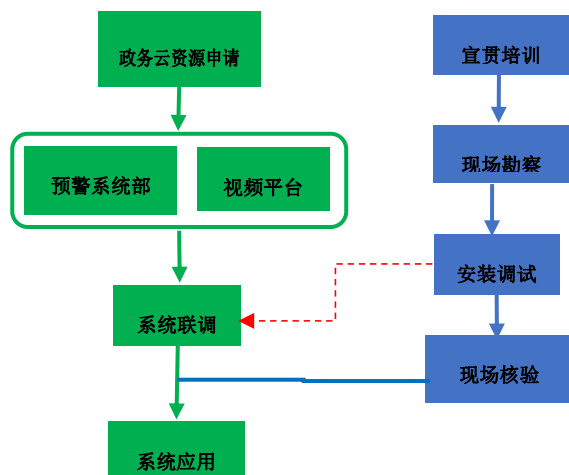 政务云资源申请
宣贯培训
预警系统部
视频平台
现场勘察
系统联调
安装调试
现场核验
系统应用